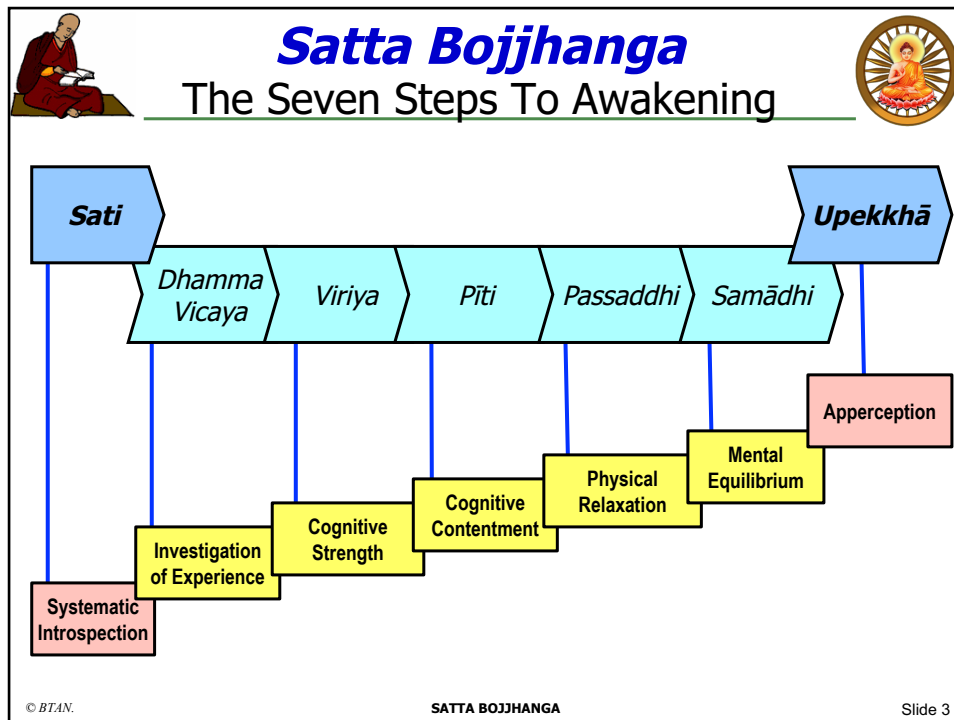 Satta Bojjhanga
The Seven Steps To Awakening
Sati
Upekkhā
Dhamma
Vicaya
Viriya
Pīti
Passaddhi
Samādhi
Apperception
Mental
Equilibrium
Physical
Relaxation
Cognitive
Contentment
Cognitive
Strength
Investigation
of Experience
Systematic
Introspection
© BTAN.
SATTA BOJJHANGA
Slide 3